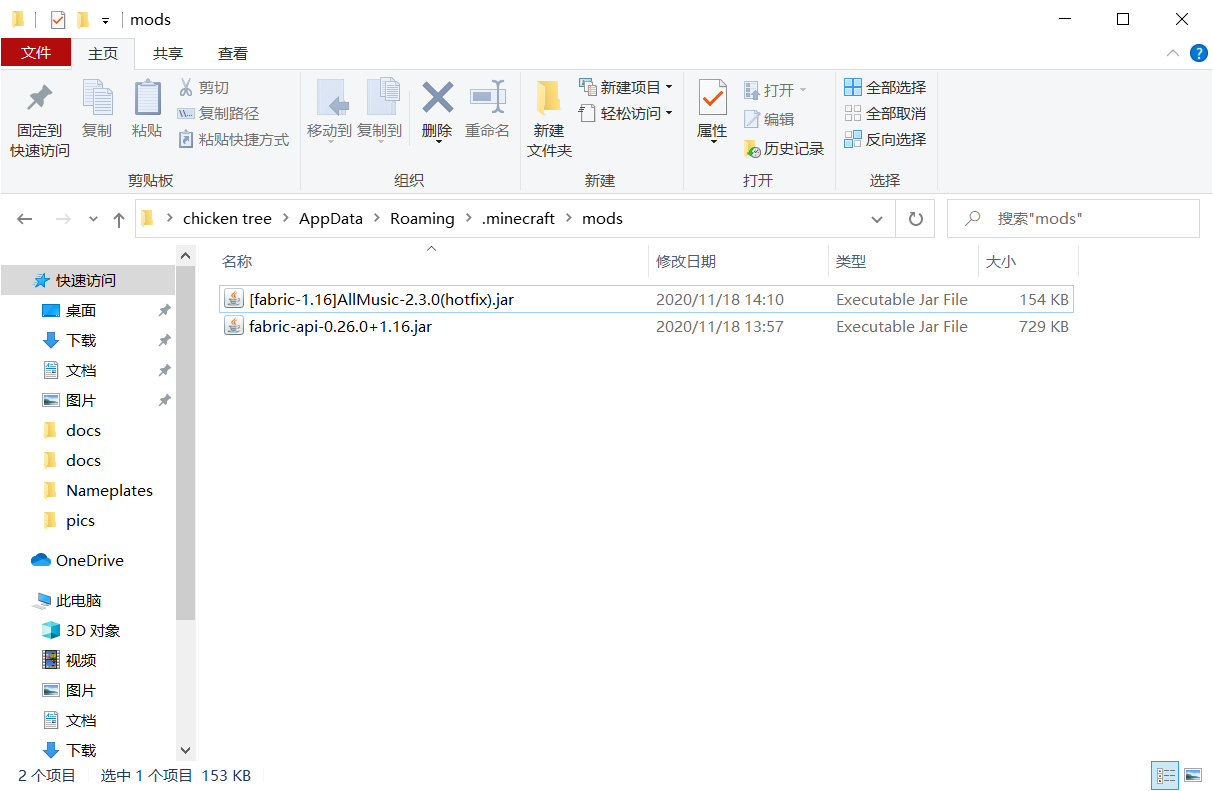 mods
文件 主页 共享 查看
固定到
快速访问
复制
粘贴
剪切
复制路径
粘贴快捷方式
剪贴板
移动到
复制到
删除
重命名
组织
新建
文件夹
新建项目
轻松访问
新建
属性
打开
编辑
历史记录
打开
全部选择
全部取消
反向选择
选择
chicken tree > AppData > Roaming > .minecraft > mods
搜索"mods"
名称 修改日期 类型 大小
[fabric-1.16]AllMusic-2.3.0(hotfix).jar 2020/11/18 14:10 Executable Jar File 154 KB
fabric-api-0.26.0+1.16.jar 2020/11/18 13:57 Executable Jar File 729 KB
快速访问
桌面
下载
文档
图片
docs
docs
Nameplates
pics
OneDrive
此电脑
3D 对象
视频
图片
文档
下载
2 个项目 选中 1 个项目 153 KB